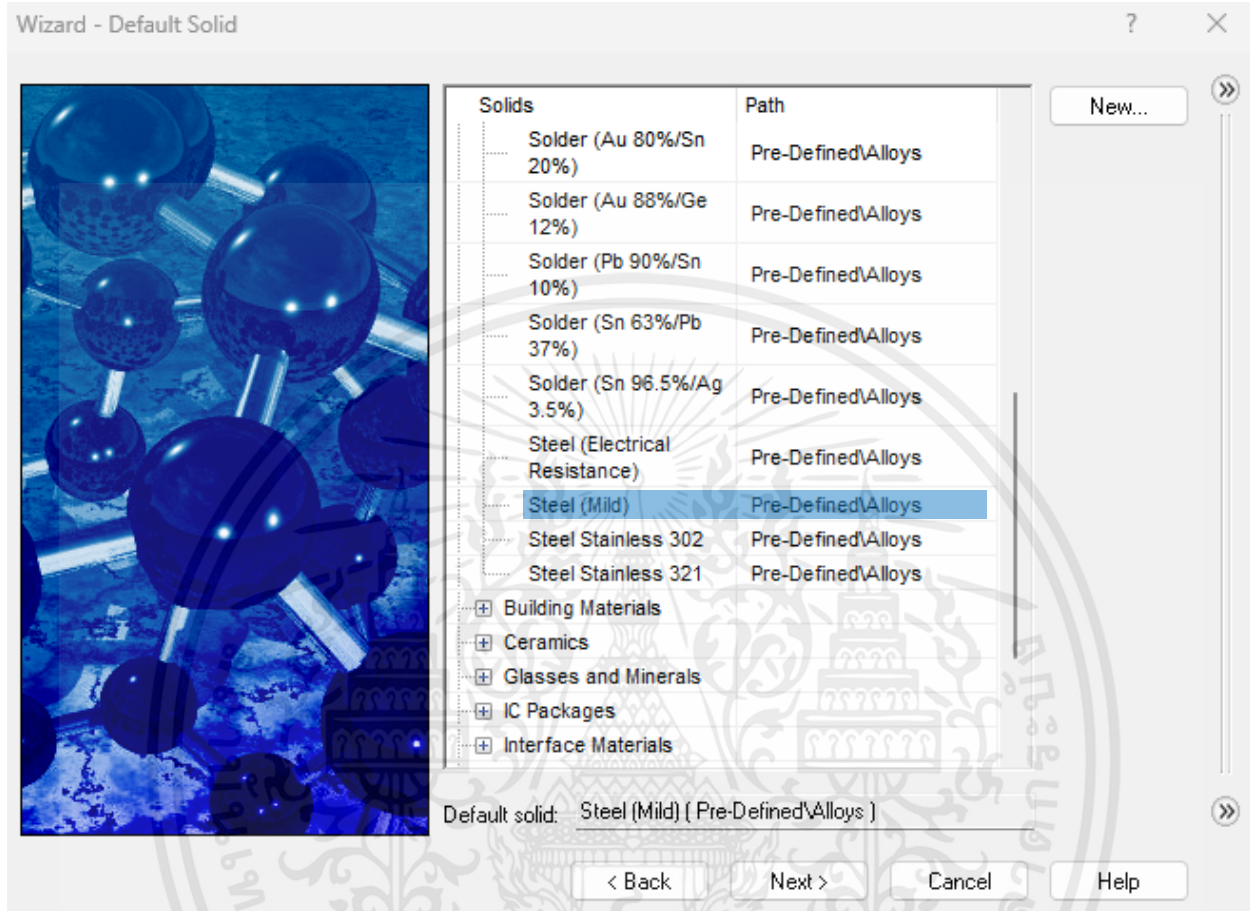 Wizard - Default Solid
?
Solids Path
New...
Solder (Au 80%/Sn
20%)
Pre-Defined\Alloys
Solder (Au 88%/Ge
12%)
Pre-Defined\Alloys
Solder (Pb 90%/Sn
10%)
Pre-Defined\Alloys
Solder (Sn 63%/Pb
37%)
Pre-Defined\Alloys
Solder (Sn 96.5%/Ag
3.5%)
Pre-Defined\Alloys
Steel (Electrical
Resistance)
Pre-Defined\Alloys
Steel (Mild) Pre-Defined\Alloys
Steel Stainless 302 Pre-Defined\Alloys
Steel Stainless 321 Pre-Defined\Alloys
Building Materials
Ceramics
Glasses and Minerals
IC Packages
Interface Materials
Default solid: Steel (Mild) ( Pre-Defined\Alloys )
< Back Next > Cancel Help